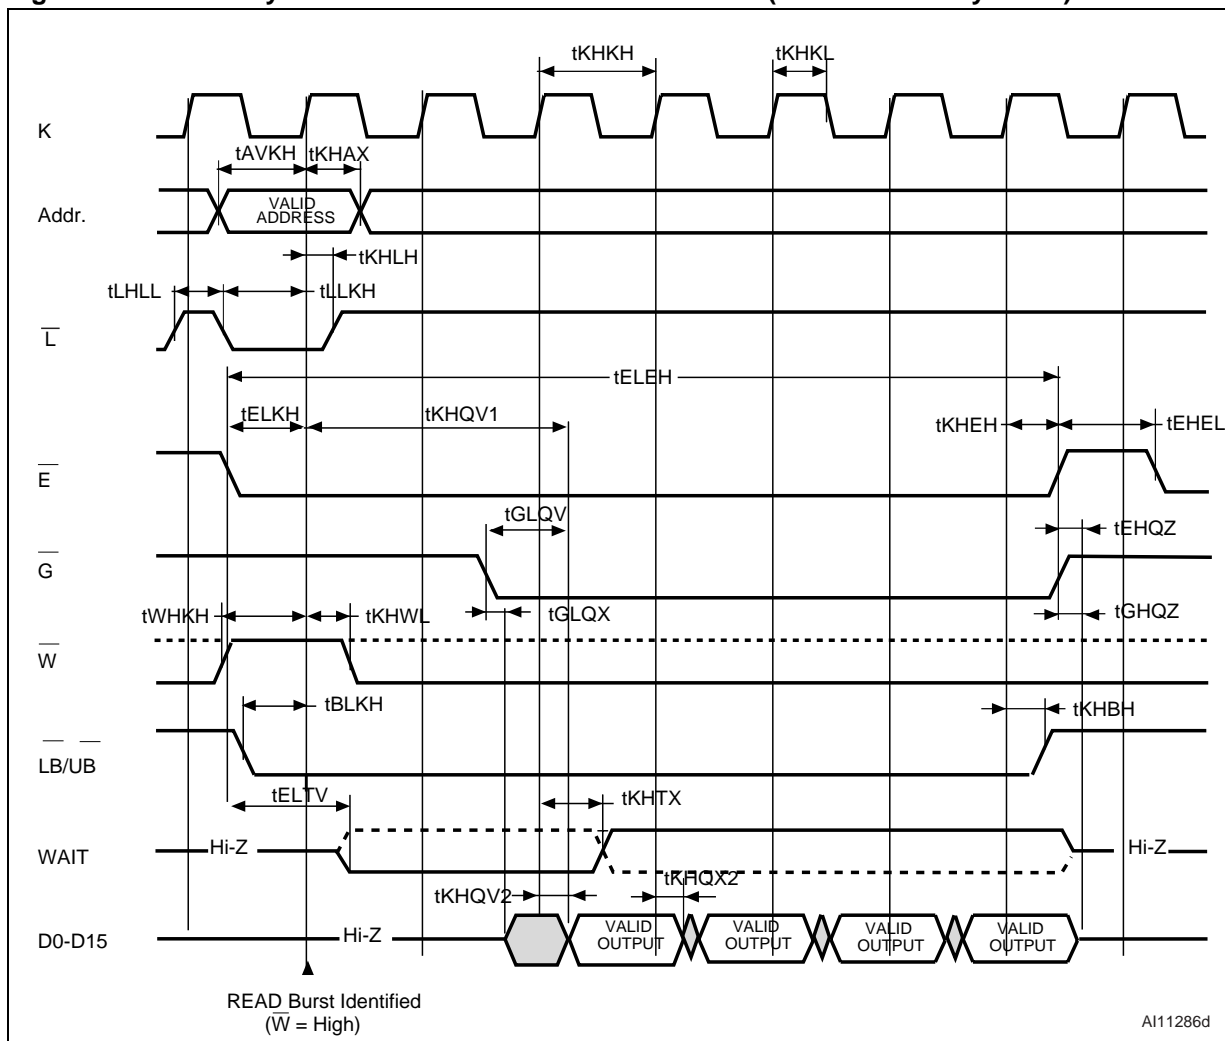 tKHKH tKHKL
K
tAVKH tKHAX
Addr. VALID ADDRESS
tKHLH
tLHLL tLLKH
L
tELEH
tELKH tKHQV1 tKHEH tEHEL
E
tGLQV tEHQZ
G
tWHKH tKHWL tGLQX tGHQZ
W
tBLKH tKHBH
LB/UB
tELTV tKHTX
WAIT Hi-Z Hi-Z
tKHQV2 tKHQX2
D0-D15 Hi-Z VALID OUTPUT VALID OUTPUT VALID OUTPUT VALID OUTPUT
READ Burst Identified
(W = High)
AI11286d